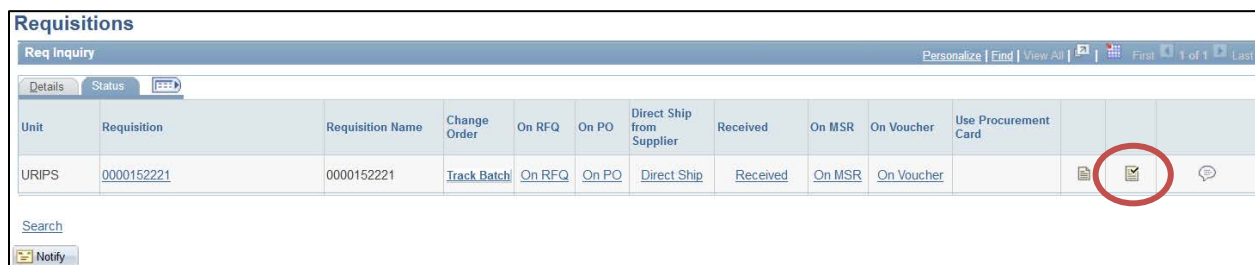 Requisitions
Req Inquiry Personalize | Find | View All | | First 1 of 1 Last
Details Status
Unit Requisition Requisition Name Change Order On RFQ On PO Direct Ship from Supplier Received On MSR On Voucher Use Procurement Card
URIPS 0000152221 0000152221 Track Batch On RFQ On PO Direct Ship Received On MSR On Voucher
Search
Notify